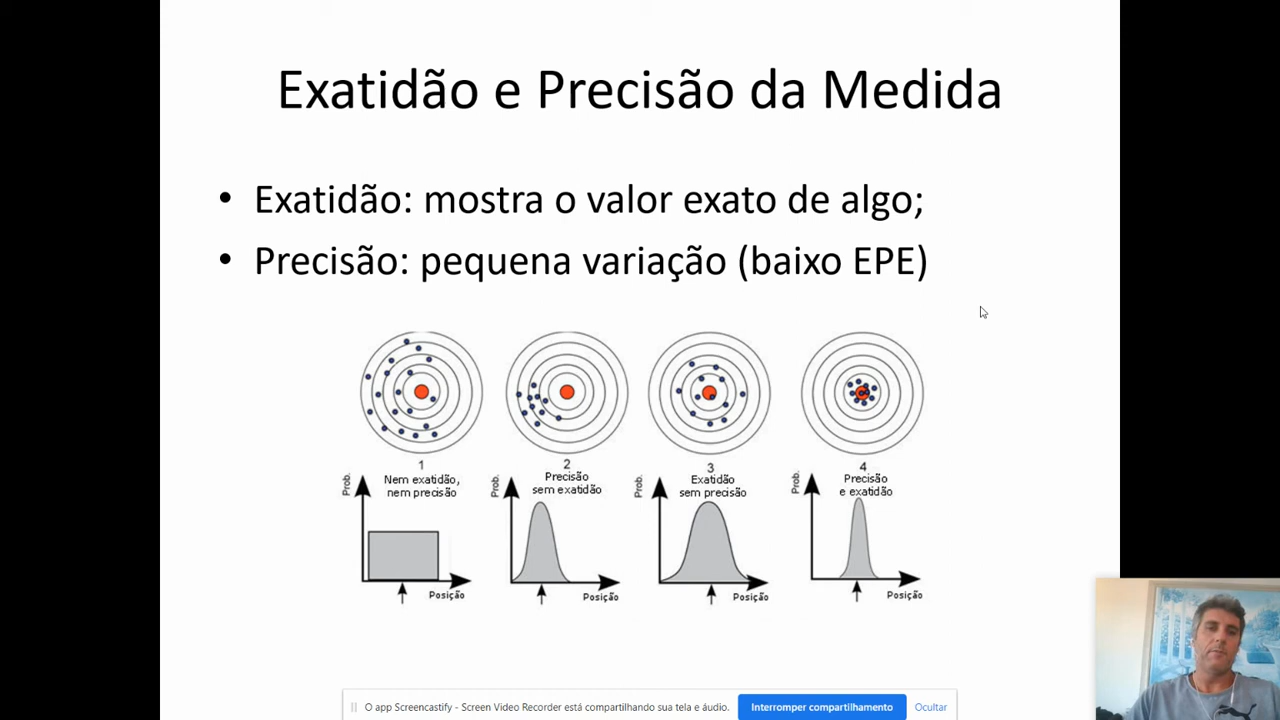 Exatidão e Precisão da Medida
• Exatidão: mostra o valor exato de algo;
• Precisão: pequena variação (baixo EPE)
1
Nem exatidão,
nem precisão
Prob.
Posição
2
Precisão
sem exatidão
Prob.
Posição
3
Exatidão
sem precisão
Prob.
Posição
4
Precisão
e exatidão
Prob.
Posição
O app Screencastify - Screen Video Recorder está compartilhando sua tela e áudio.
Interromper compartilhamento
Ocultar